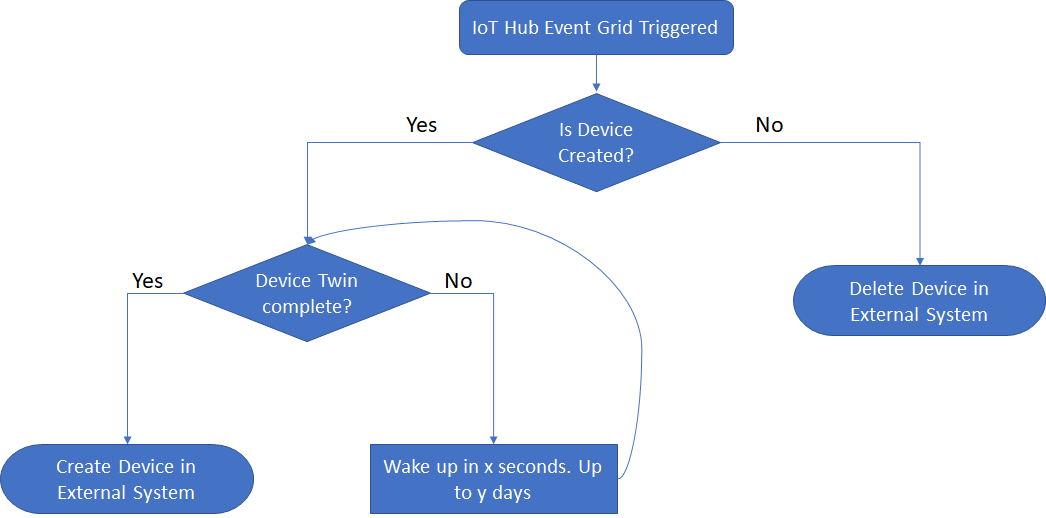 IoT Hub Event Grid Triggered
Is Device
Created?
Yes
No
Device Twin
complete?
Yes
No
Delete Device in
External System
Create Device in
External System
Wake up in x seconds. Up
to y days